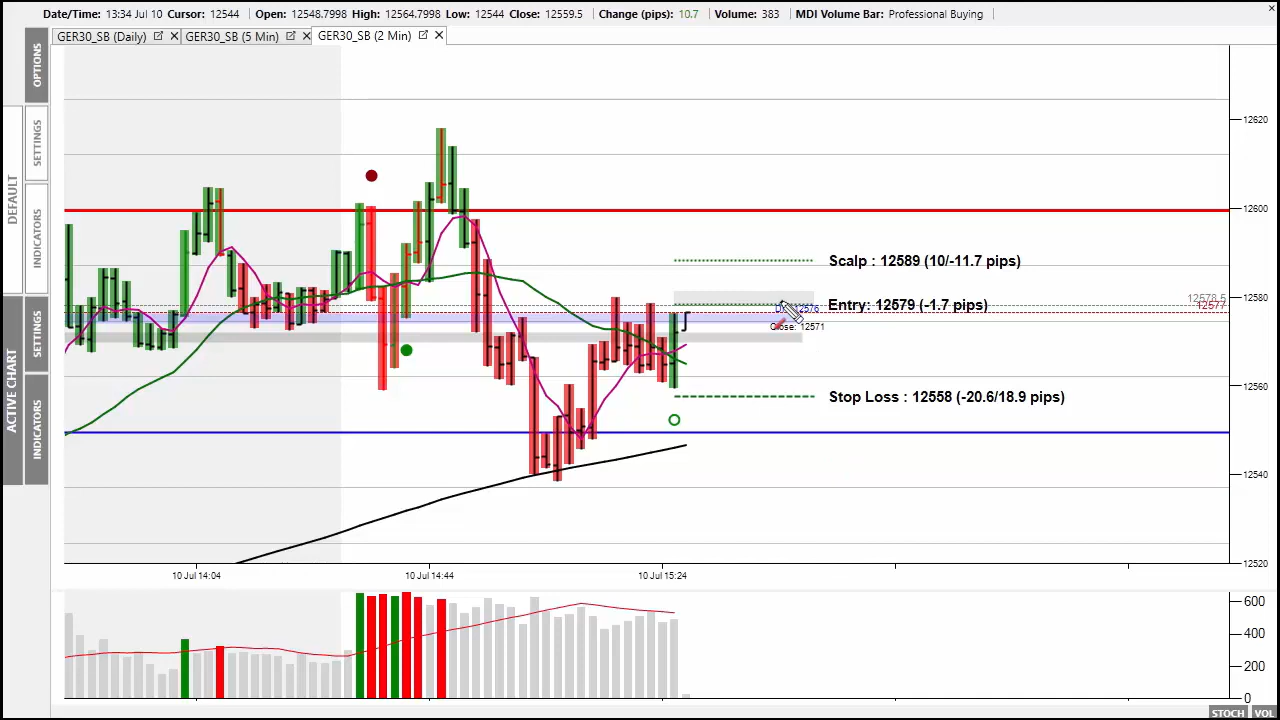 Date/Time: 13:34 Jul 10 Cursor: 12544 Open: 12548.7998 High: 12564.7998 Low: 12544 Close: 12559.5 Change (pips): 10.7 Volume: 383 MDI Volume Bar: Professional Buying
GER30_SB (Daily) GER30_SB (5 Min) GER30_SB (2 Min)
OPTIONS
SETTINGS
DEFAULT
INDICATORS
SETTINGS
ACTIVE CHART
INDICATORS
12620
12600
Scalp : 12589 (10/-11.7 pips)
12580
12578.5
Entry: 12579 (-1.7 pips)
12577
12576
Close: 12571
12560
Stop Loss : 12558 (-20.6/18.9 pips)
12540
12520
10 Jul 14:04 10 Jul 14:44 10 Jul 15:24
600
400
200
0
STOCH VOL